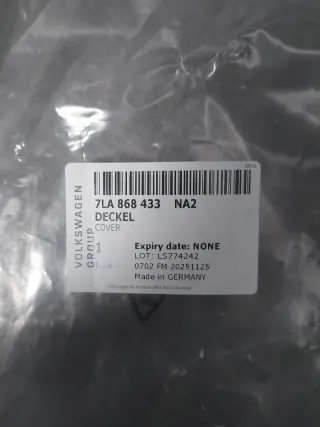 7LA 868 433 NA2
DECKEL
COVER
1
Expiry date: NONE
LOT: LS774242
0702 FM 20251125
Made in GERMANY
VOLKSWAGEN
GROUP